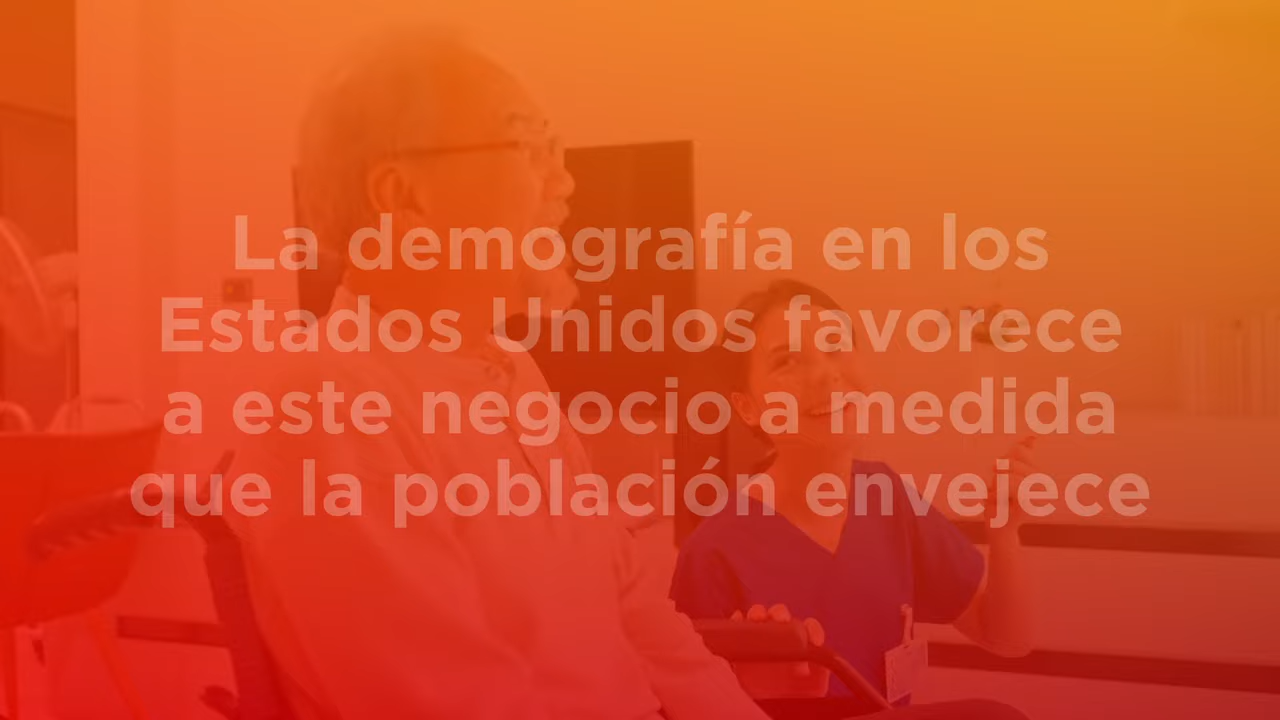 La demografía en los
Estados Unidos favorece
a este negocio a medida
que la población envejece